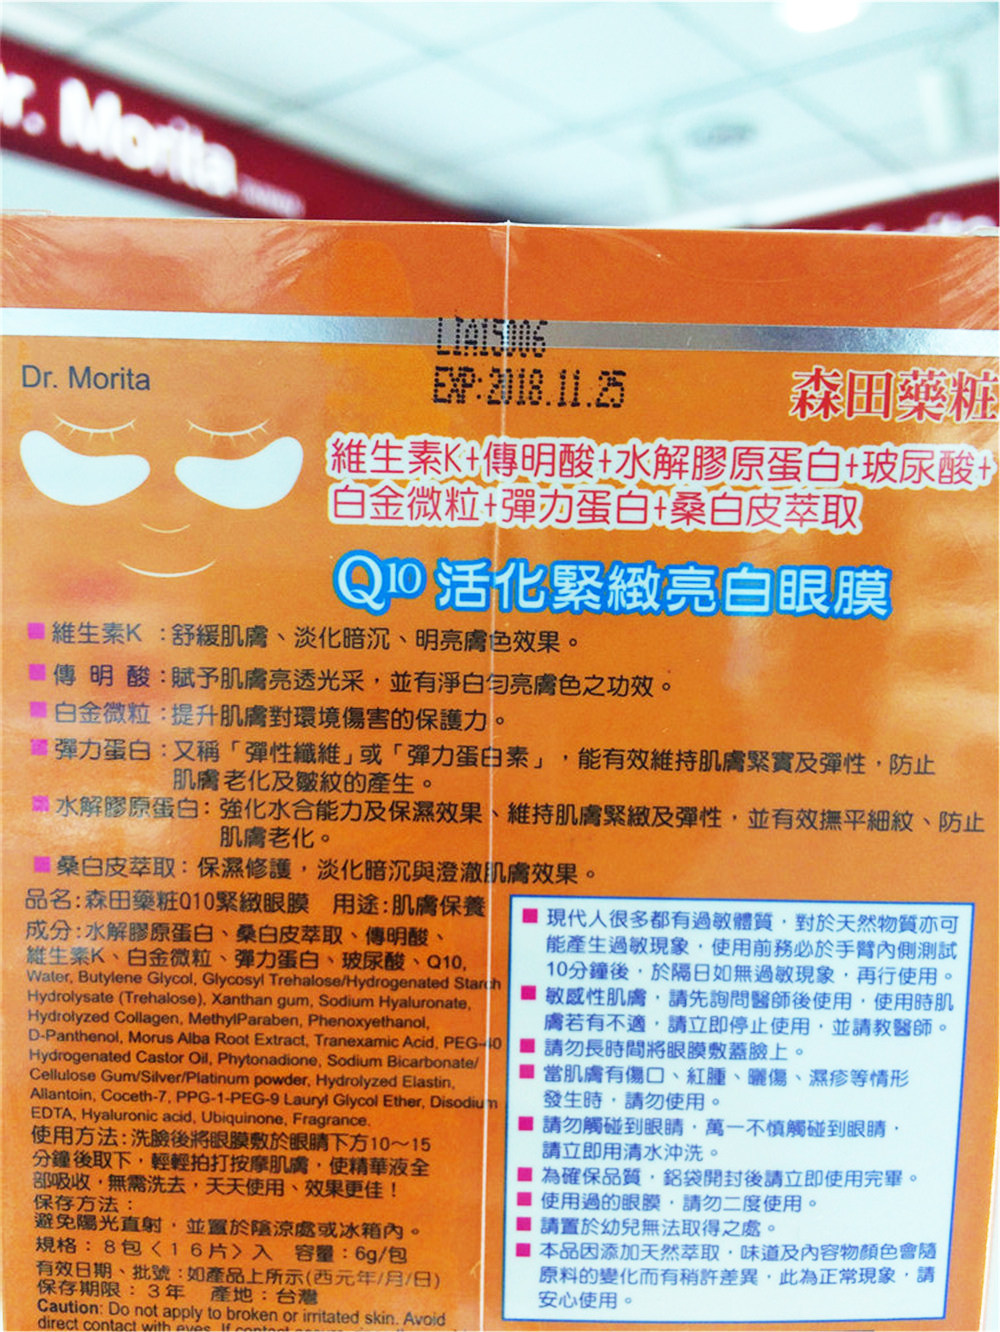 r. Morita
LIA15006
EXP:2018.11.25
Dr. Morita
森田藥粧
維生素K+傳明酸+水解膠原蛋白+玻尿酸+
白金微粒+彈力蛋白+桑白皮萃取
Q10 活化緊緻亮白眼膜
維生素K：舒緩肌膚、淡化暗沉、明亮膚色效果。
傳 明 酸：賦予肌膚亮透光采，並有淨白勻亮膚色之功效。
白金微粒：提升肌膚對環境傷害的保護力。
彈力蛋白：又稱「彈性纖維」或「彈力蛋白素」，能有效維持肌膚緊實及彈性，防止
肌膚老化及皺紋的產生。
水解膠原蛋白：強化水合能力及保濕效果、維持肌膚緊緻及彈性，並有效撫平細紋、防止
肌膚老化。
桑白皮萃取：保濕修護，淡化暗沉與澄澈肌膚效果。
品名：森田藥粧Q10緊緻眼膜 用途：肌膚保養
成分：水解膠原蛋白、桑白皮萃取、傳明酸、
維生素K、白金微粒、彈力蛋白、玻尿酸、Q10,
Water, Butylene Glycol, Glycosyl Trehalose/Hydrogenated Starch
Hydrolysate (Trehalose), Xanthan gum, Sodium Hyaluronate,
Hydrolyzed Collagen, MethylParaben, Phenoxyethanol,
D-Panthenol, Morus Alba Root Extract, Tranexamic Acid, PEG-40
Hydrogenated Castor Oil, Phytonadione, Sodium Bicarbonate/
Cellulose Gum/Silver/Platinum powder, Hydrolyzed Elastin,
Allantoin, Coceth-7, PPG-1-PEG-9 Lauryl Glycol Ether, Disodium
EDTA, Hyaluronic acid, Ubiquinone, Fragrance.
使用方法：洗臉後將眼膜敷於眼睛下方10～15
分鐘後取下，輕輕拍打按摩肌膚，使精華液全
部吸收，無需洗去，天天使用、效果更佳！
保存方法：
避免陽光直射，並置於陰涼處或冰箱內。
規格：8包〈16片〉入 容量：6g/包
有效日期、批號：如產品上所示(西元年/月/日)
保存期限：3年 產地：台灣
Caution: Do not apply to broken or irritated skin. Avoid
direct contact with eyes. If contact
現代人很多都有過敏體質，對於天然物質亦可
能產生過敏現象，使用前務必於手臂內側測試
10分鐘後，於隔日如無過敏現象，再行使用。
敏感性肌膚，請先詢問醫師後使用，使用時肌
膚若有不適，請立即停止使用，並請教醫師。
請勿長時間將眼膜敷蓋臉上。
當肌膚有傷口、紅腫、曬傷、濕疹等情形
發生時，請勿使用。
請勿觸碰到眼睛，萬一不慎觸碰到眼睛，
請立即用清水沖洗。
為確保品質，鋁袋開封後請立即使用完畢。
使用過的眼膜，請勿二度使用。
請置於幼兒無法取得之處。
本品因添加天然萃取，味道及內容物顏色會隨
原料的變化而有稍許差異，此為正常現象，請
安心使用。